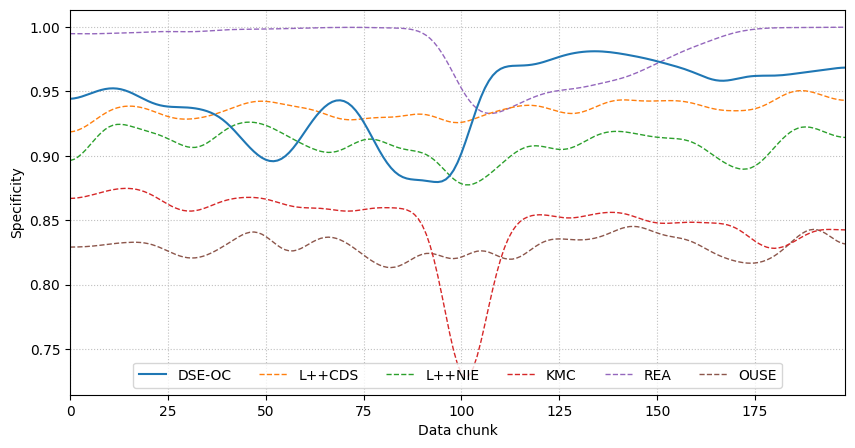 1.00
0.95
0.90
0.85
0.80
0.75
Specificity
DSE-OC L++CDS L++NIE KMC REA OUSE
0 25 50 75 100 125 150 175
Data chunk